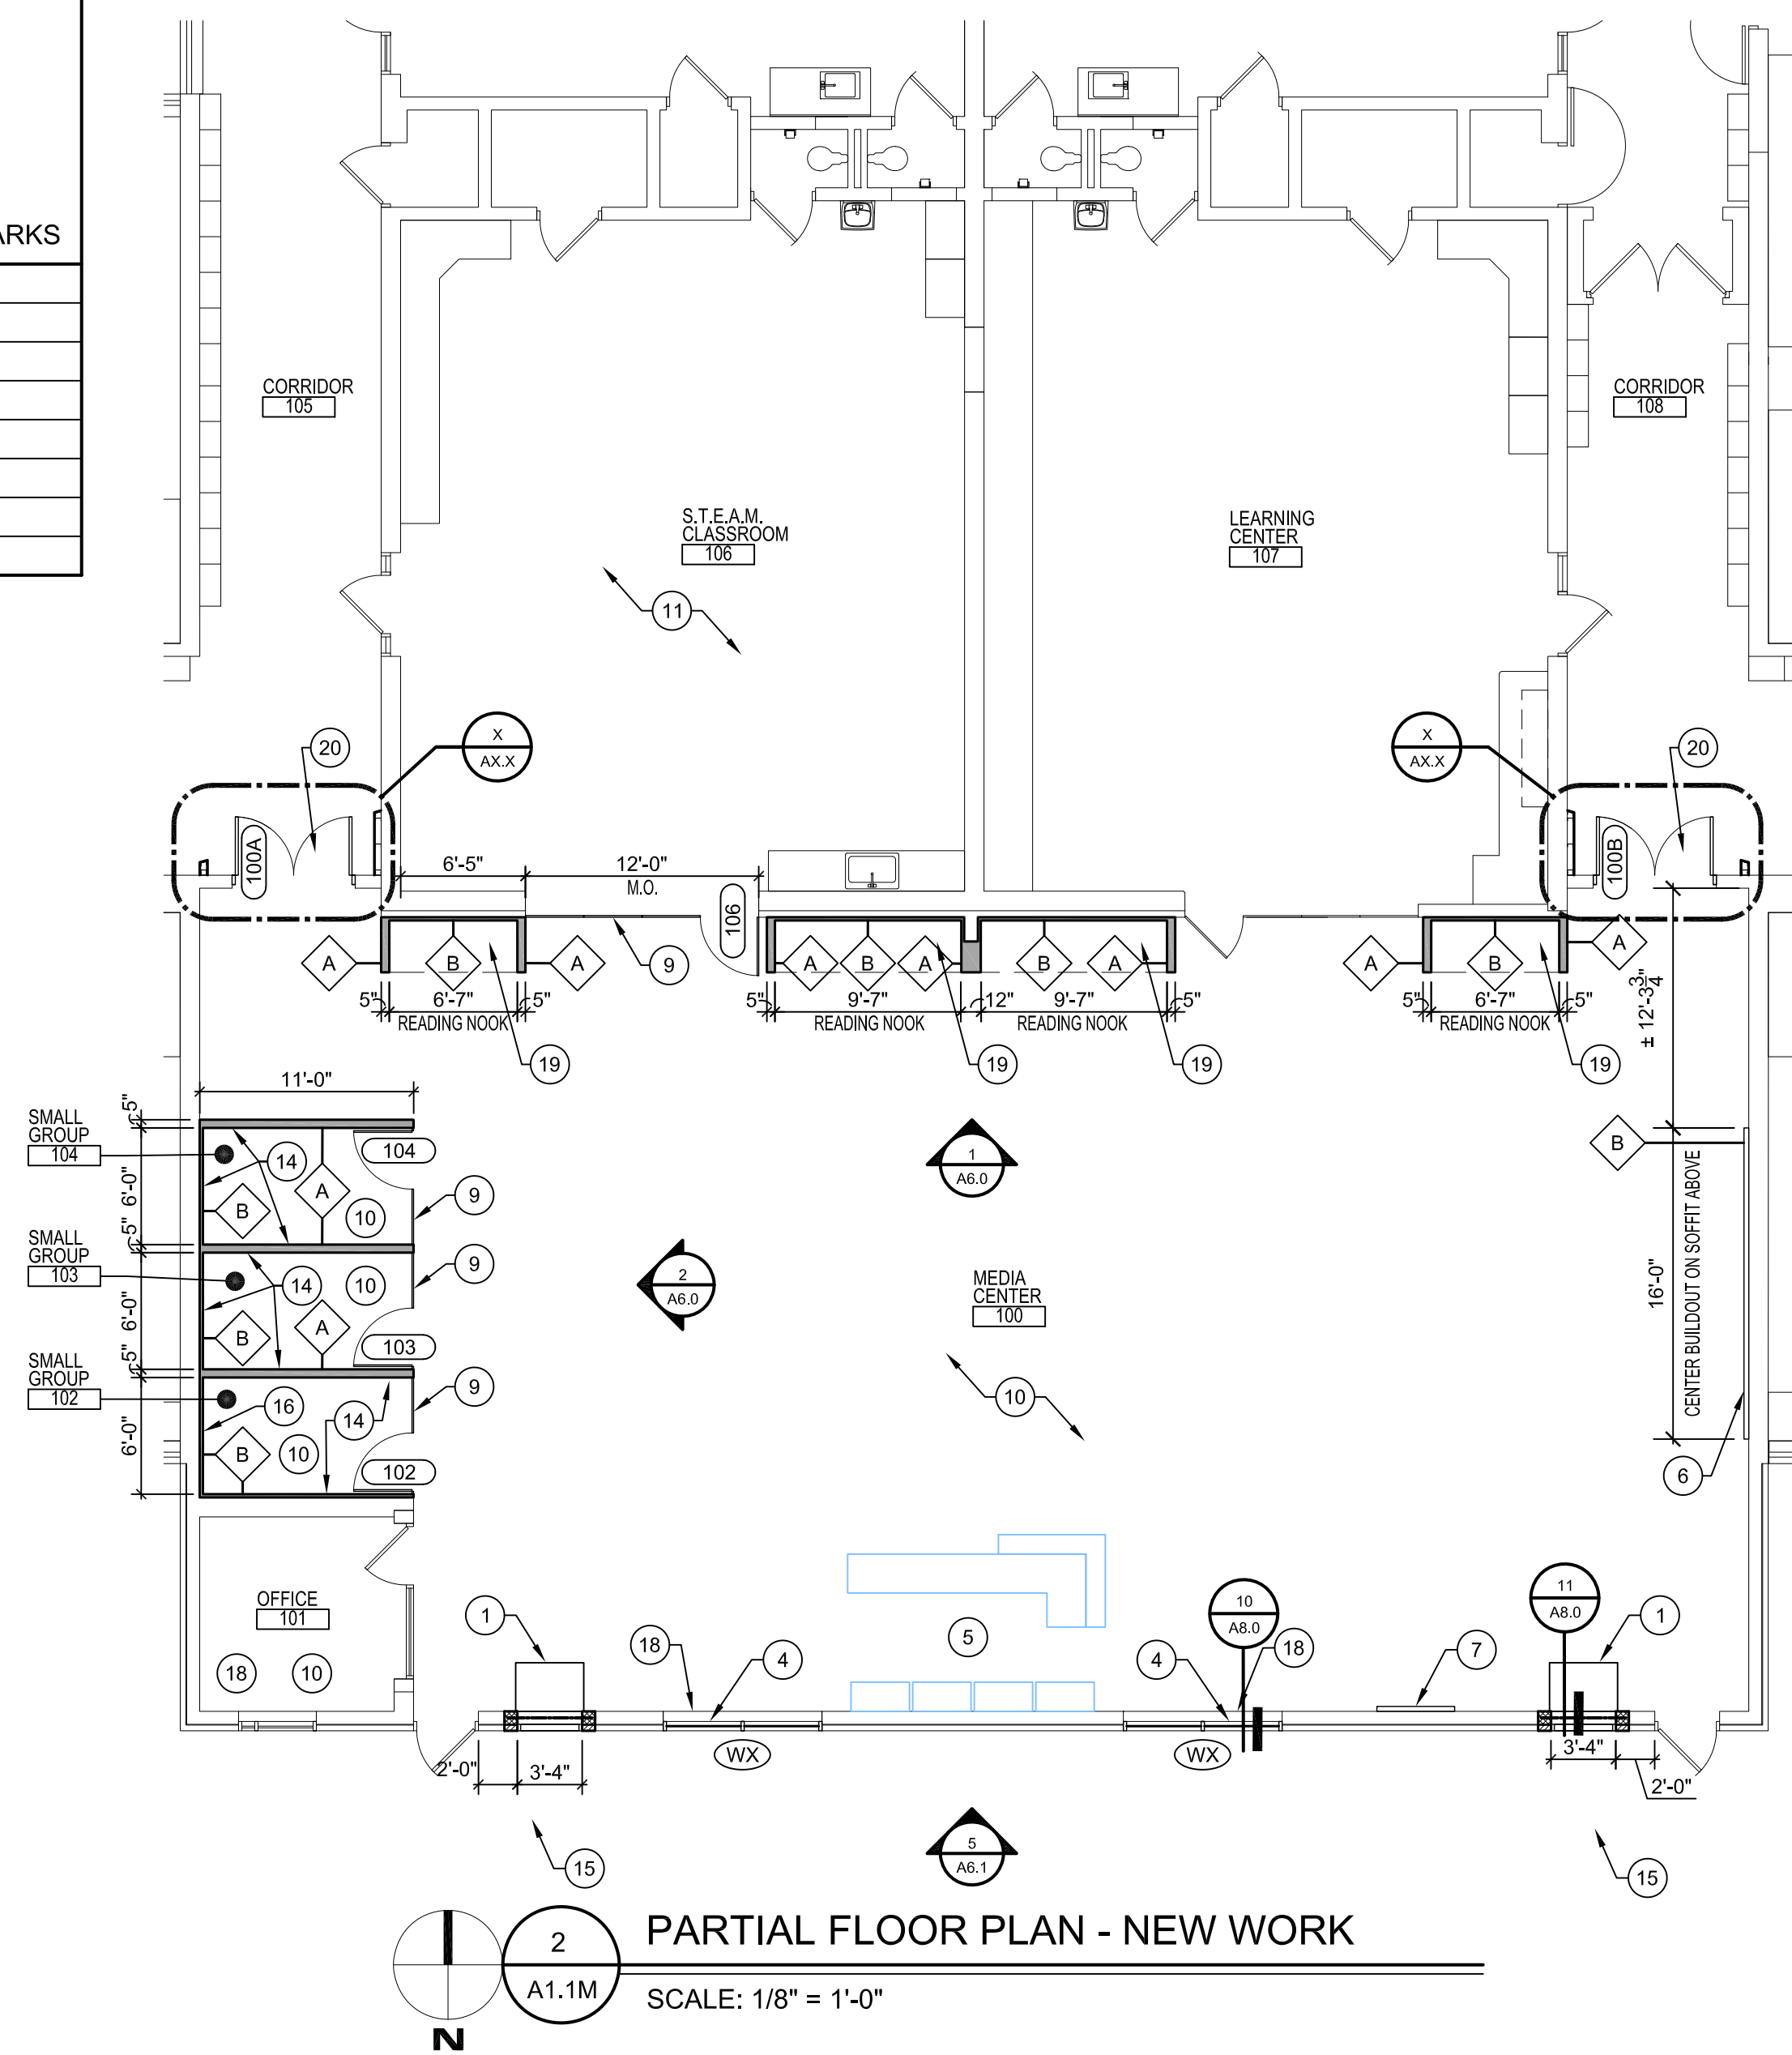 ARKS
CORRIDOR
105
CORRIDOR
108
S.T.E.A.M.
CLASSROOM
106
LEARNING
CENTER
107
11
20
X
AX.X
X
AX.X
20
100A
100B
6'-5"
12'-0"
M.O.
106
A
B
A
9
A
B
A
B
A
A
B
A
5"
6'-7"
5"
READING NOOK
5"
9'-7"
12"
9'-7"
5"
READING NOOK
READING NOOK
5"
6'-7"
5"
READING NOOK
± 12'-3 3/4"
19
19
19
19
11'-0"
5"
SMALL
GROUP
104
14
104
A
B
10
9
6'-0"
5"
SMALL
GROUP
103
14
10
9
B
A
103
6'-0"
5"
SMALL
GROUP
102
16
14
9
B
10
102
6'-0"
1
A6.0
2
A6.0
MEDIA
CENTER
100
10
B
16'-0"
CENTER BUILDOUT ON SOFFIT ABOVE
6
OFFICE
101
18
10
1
18
4
5
4
10
A8.0
18
7
11
A8.0
1
WX
WX
2'-0"
3'-4"
3'-4"
2'-0"
15
5
A6.1
15
2
A1.1M
PARTIAL FLOOR PLAN - NEW WORK
SCALE: 1/8" = 1'-0"
N